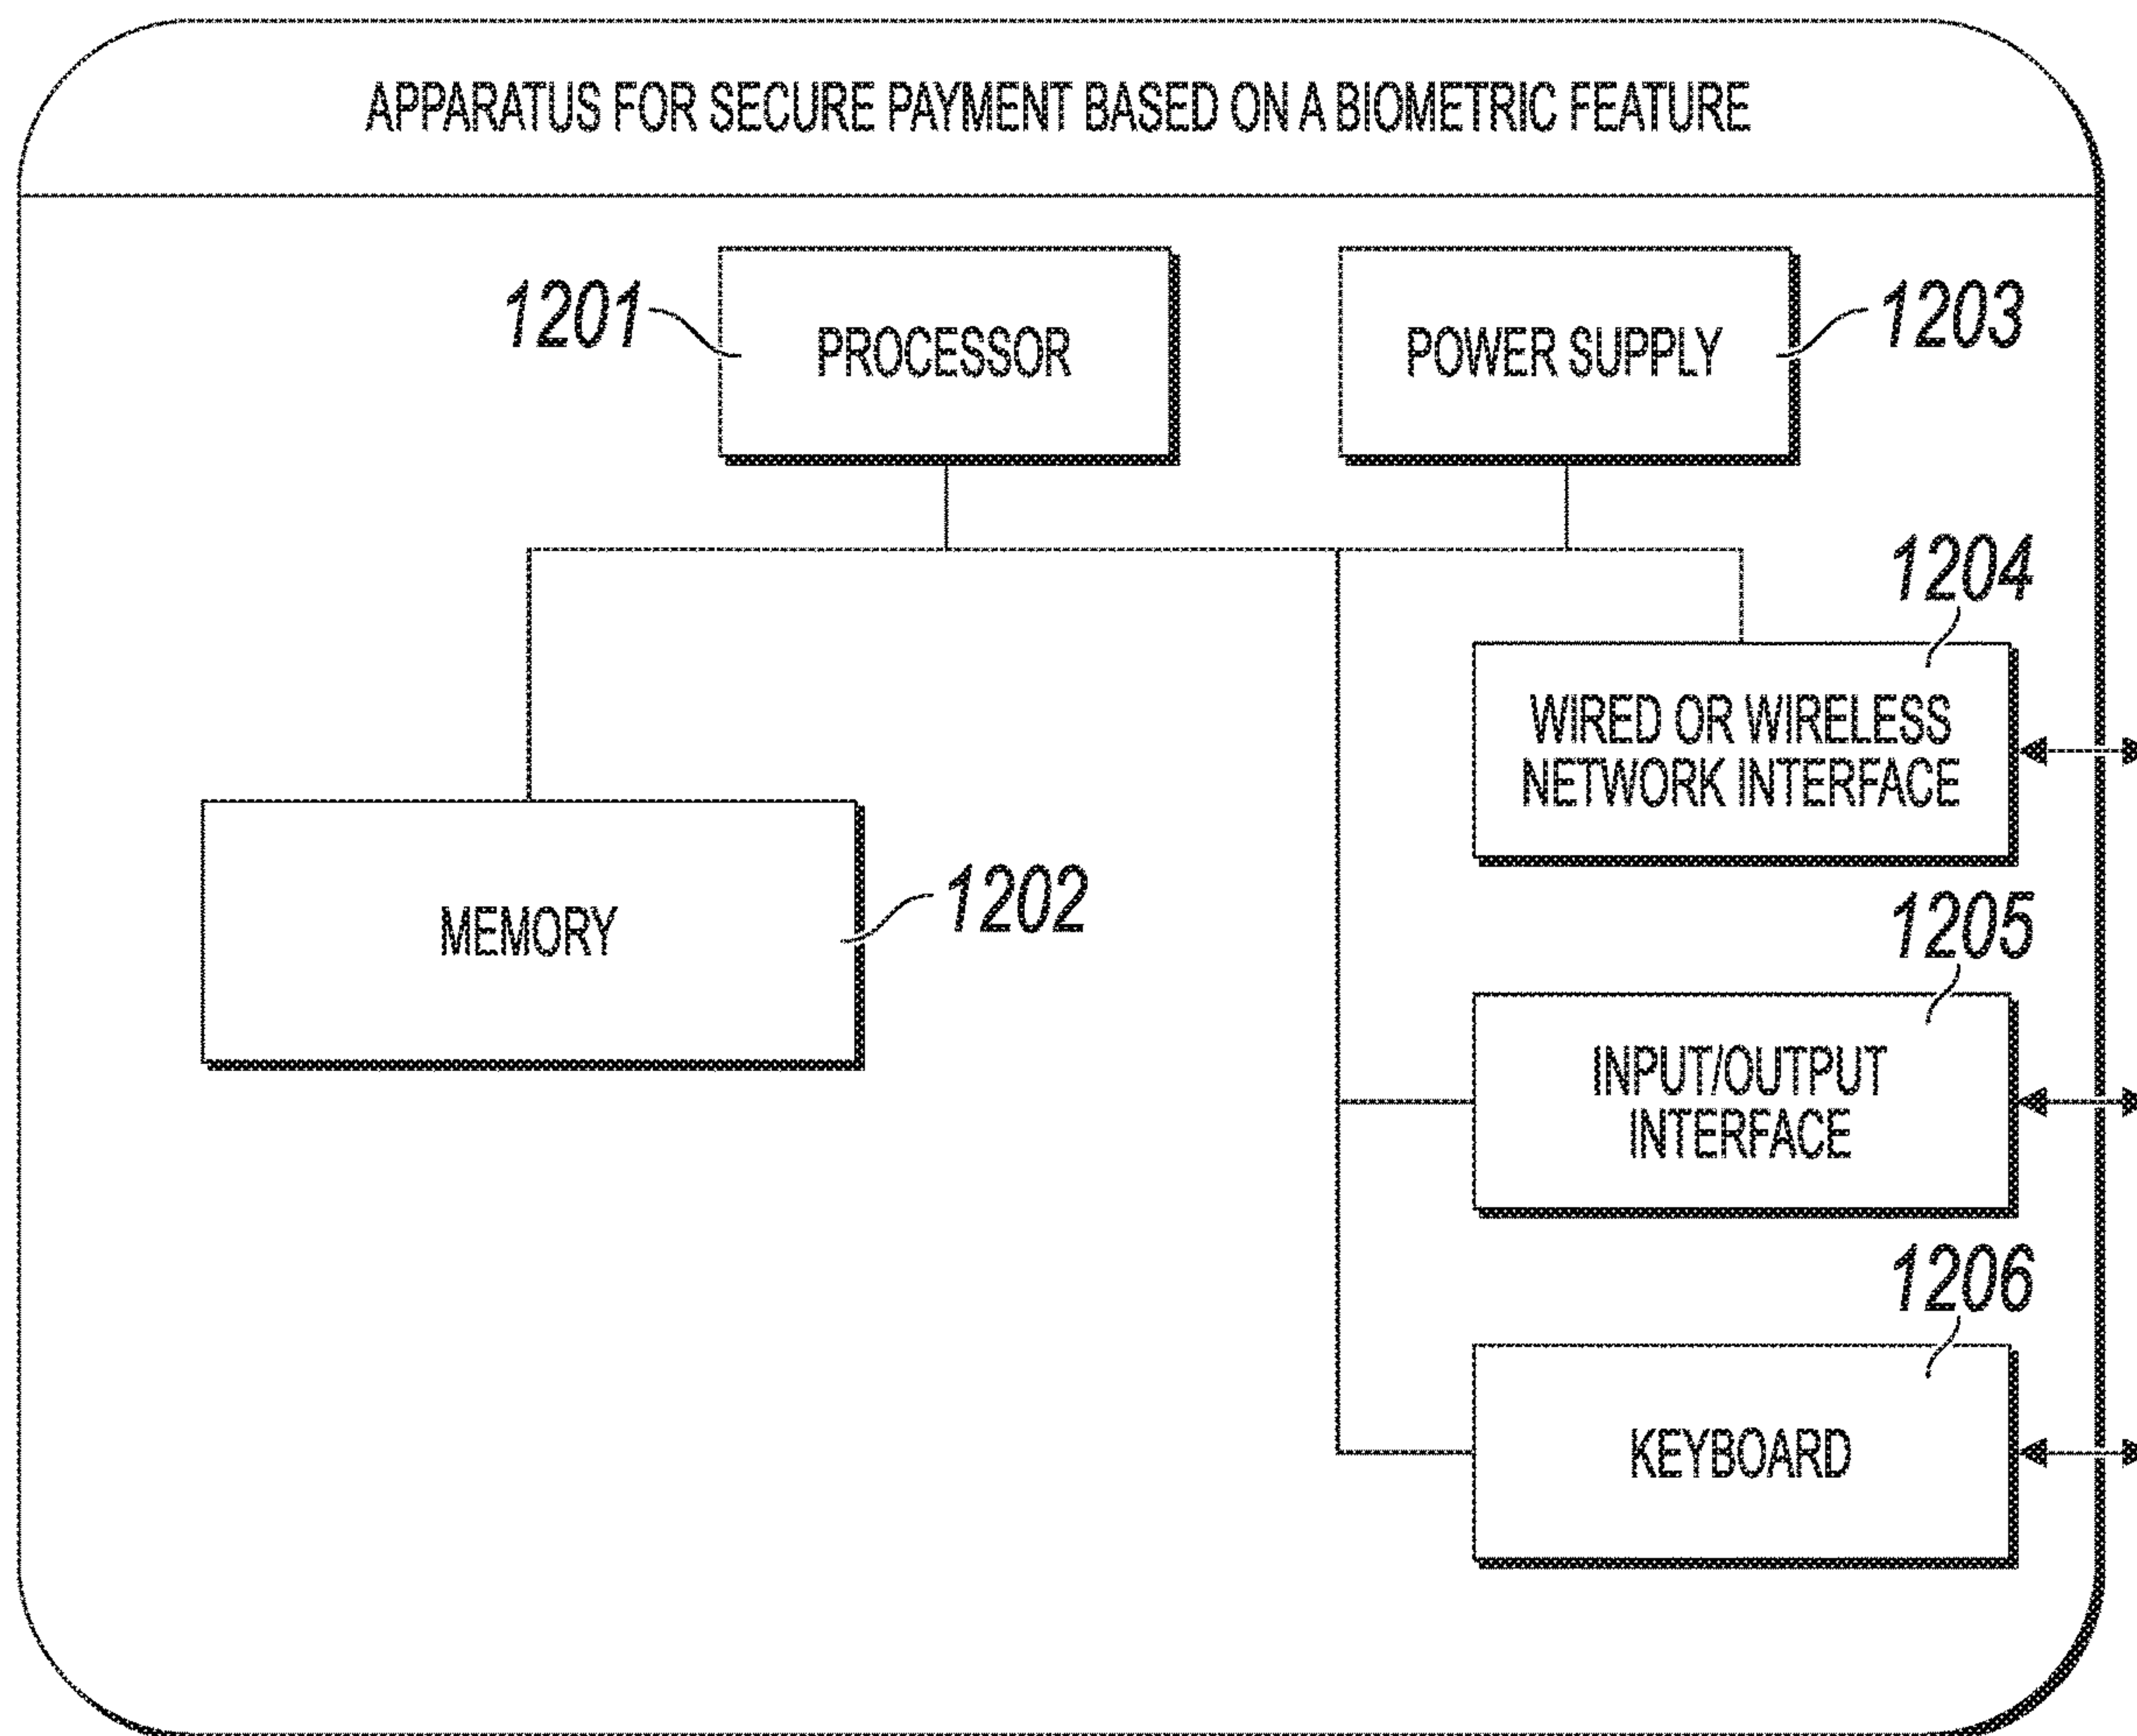 APPARATUS FOR SECURE PAYMENT BASED ON A BIOMETRIC FEATURE
1201
PROCESSOR
POWER SUPPLY
1203
1204
WIRED OR WIRELESS
NETWORK INTERFACE
MEMORY
1202
1205
INPUT/OUTPUT
INTERFACE
1206
KEYBOARD